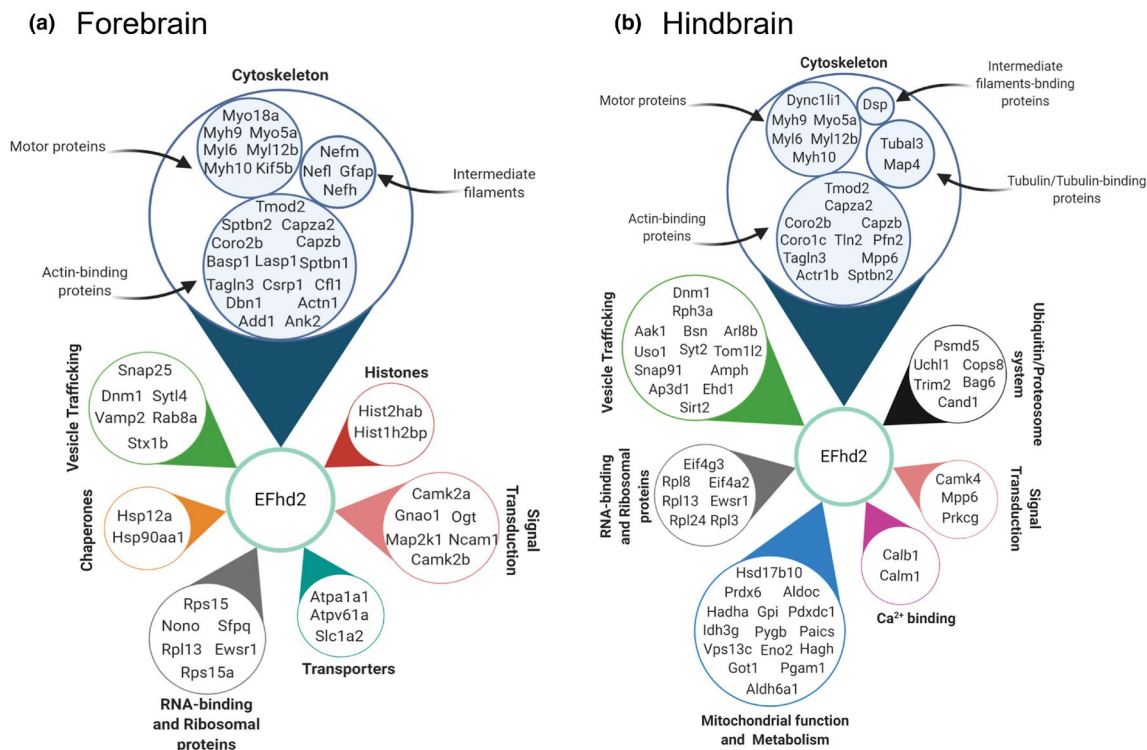 (a) Forebrain
Cytoskeleton
Motor proteins
Myo18a
Myh9 Myo5a
Myl6 Myl12b
Myh10 Kif5b
Nefm
Nefl Gfap
Nefh
Intermediate
filaments
Actin-binding
proteins
Tmod2
Sptbn2 Capza2
Coro2b Capzb
Basp1 Lasp1 Sptbn1
Tagln3 Csrp1 Cfl1
Dbn1 Actn1
Add1 Ank2
Vesicle Trafficking
Snap25
Dnm1 Sytl4
Vamp2 Rab8a
Stx1b
Histones
Hist2hab
Hist1h2bp
EFhd2
Chaperones
Hsp12a
Hsp90aa1
Signal
Transduction
Camk2a
Gnao1 Ogt
Map2k1 Ncam1
Camk2b
Rps15
Nono Sfpq
Rpl13 Ewsr1
Rps15a
RNA-binding
and Ribosomal
proteins
Atpa1a1
Atpv61a
Slc1a2
Transporters
(b) Hindbrain
Cytoskeleton
Motor proteins
Dync1li1
Myh9 Myo5a
Myl6 Myl12b
Myh10
Dsp
Intermediate
filaments-bnding
proteins
Tubal3
Map4
Tubulin/Tubulin-binding
proteins
Actin-binding
proteins
Tmod2
Capza2
Coro2b Capzb
Coro1c Tln2 Pfn2
Tagln3 Mpp6
Actr1b Sptbn2
Vesicle Trafficking
Dnm1
Rph3a
Aak1 Bsn Arl8b
Uso1 Syt2 Tom1l2
Snap91 Amph
Ap3d1 Ehd1
Sirt2
Ubiquitin/Proteosome
system
Psmd5
Uchl1 Cops8
Trim2 Bag6
Cand1
EFhd2
RNA-binding
and Ribosomal
proteins
Eif4g3
Rpl8 Eif4a2
Rpl13 Ewsr1
Rpl24 Rpl3
Signal
Transduction
Camk4
Mpp6
Prkcg
Calb1
Calm1
Ca²⁺ binding
Hsd17b10
Prdx6 Aldoc
Hadha Gpi Pdxdc1
Idh3g Pygb Paics
Vps13c Eno2 Hagh
Got1 Pgam1
Aldh6a1
Mitochondrial function
and Metabolism